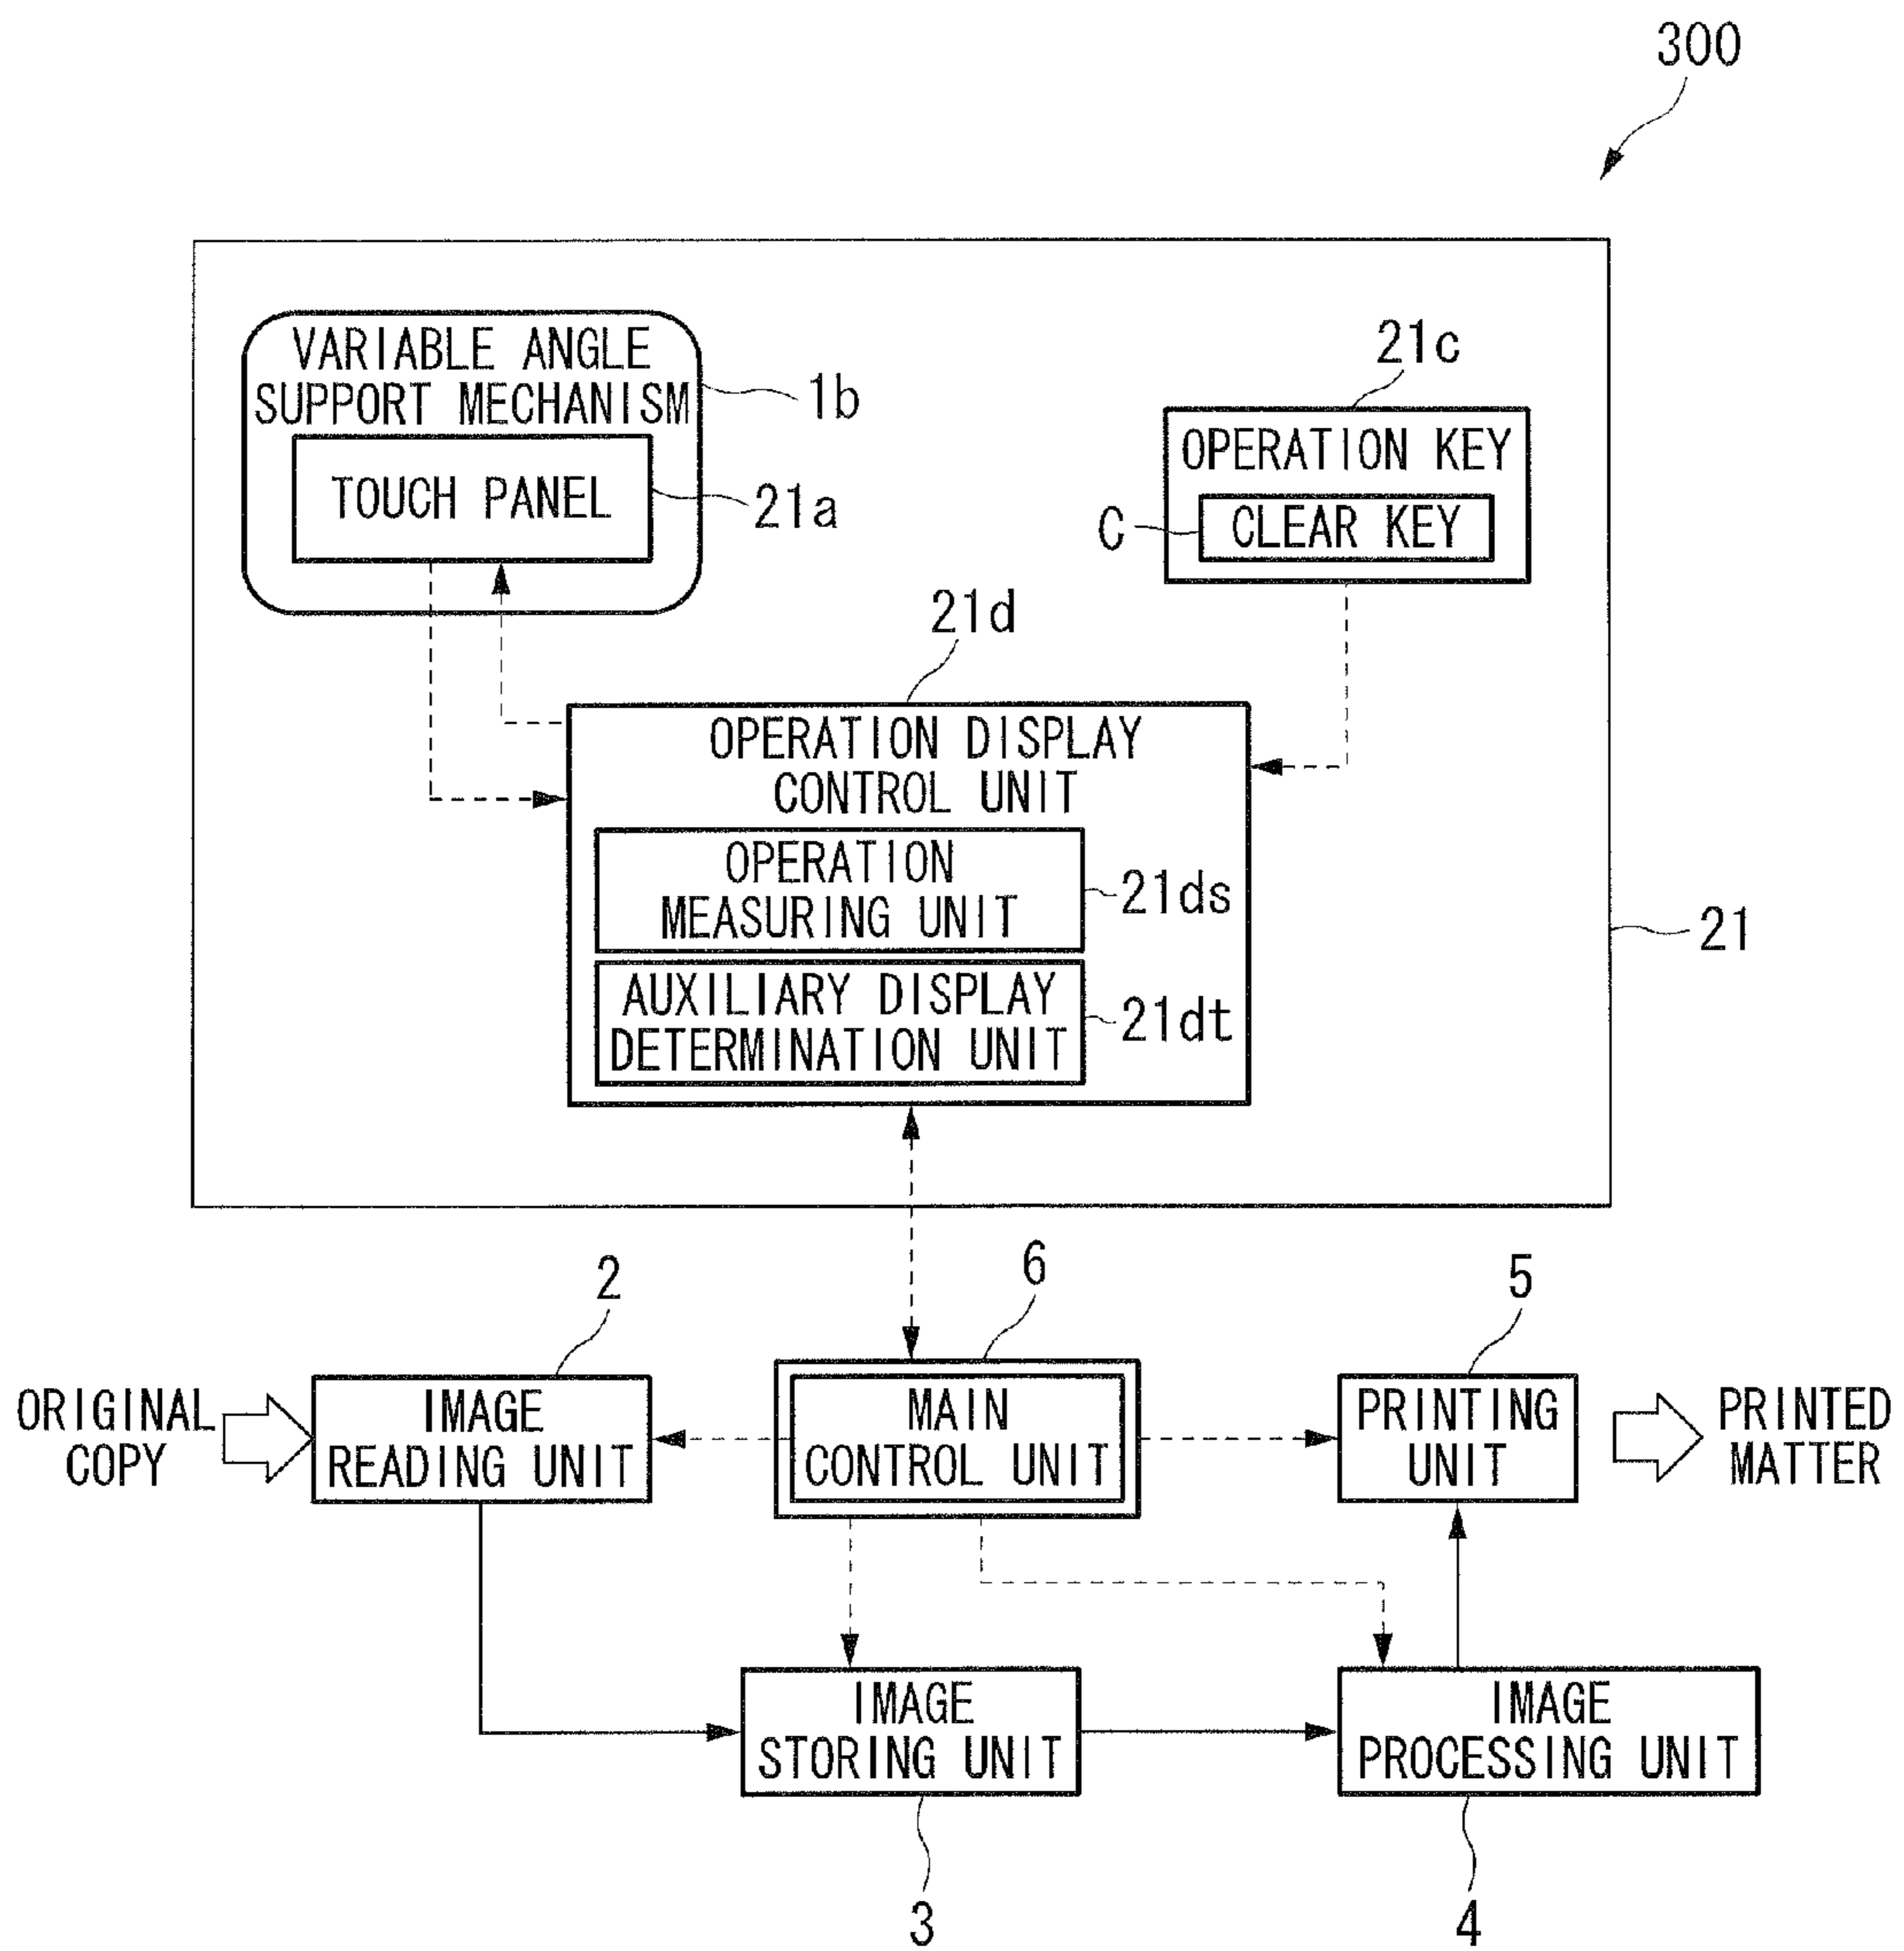 300
VARIABLE ANGLE
SUPPORT MECHANISM
1b
TOUCH PANEL
21a
21c
OPERATION KEY
C
CLEAR KEY
21d
OPERATION DISPLAY
CONTROL UNIT
OPERATION
MEASURING UNIT
21ds
AUXILIARY DISPLAY
DETERMINATION UNIT
21dt
21
2
6
5
ORIGINAL
COPY
IMAGE
READING UNIT
MAIN
CONTROL UNIT
PRINTING
UNIT
PRINTED
MATTER
IMAGE
STORING UNIT
IMAGE
PROCESSING UNIT
3
4